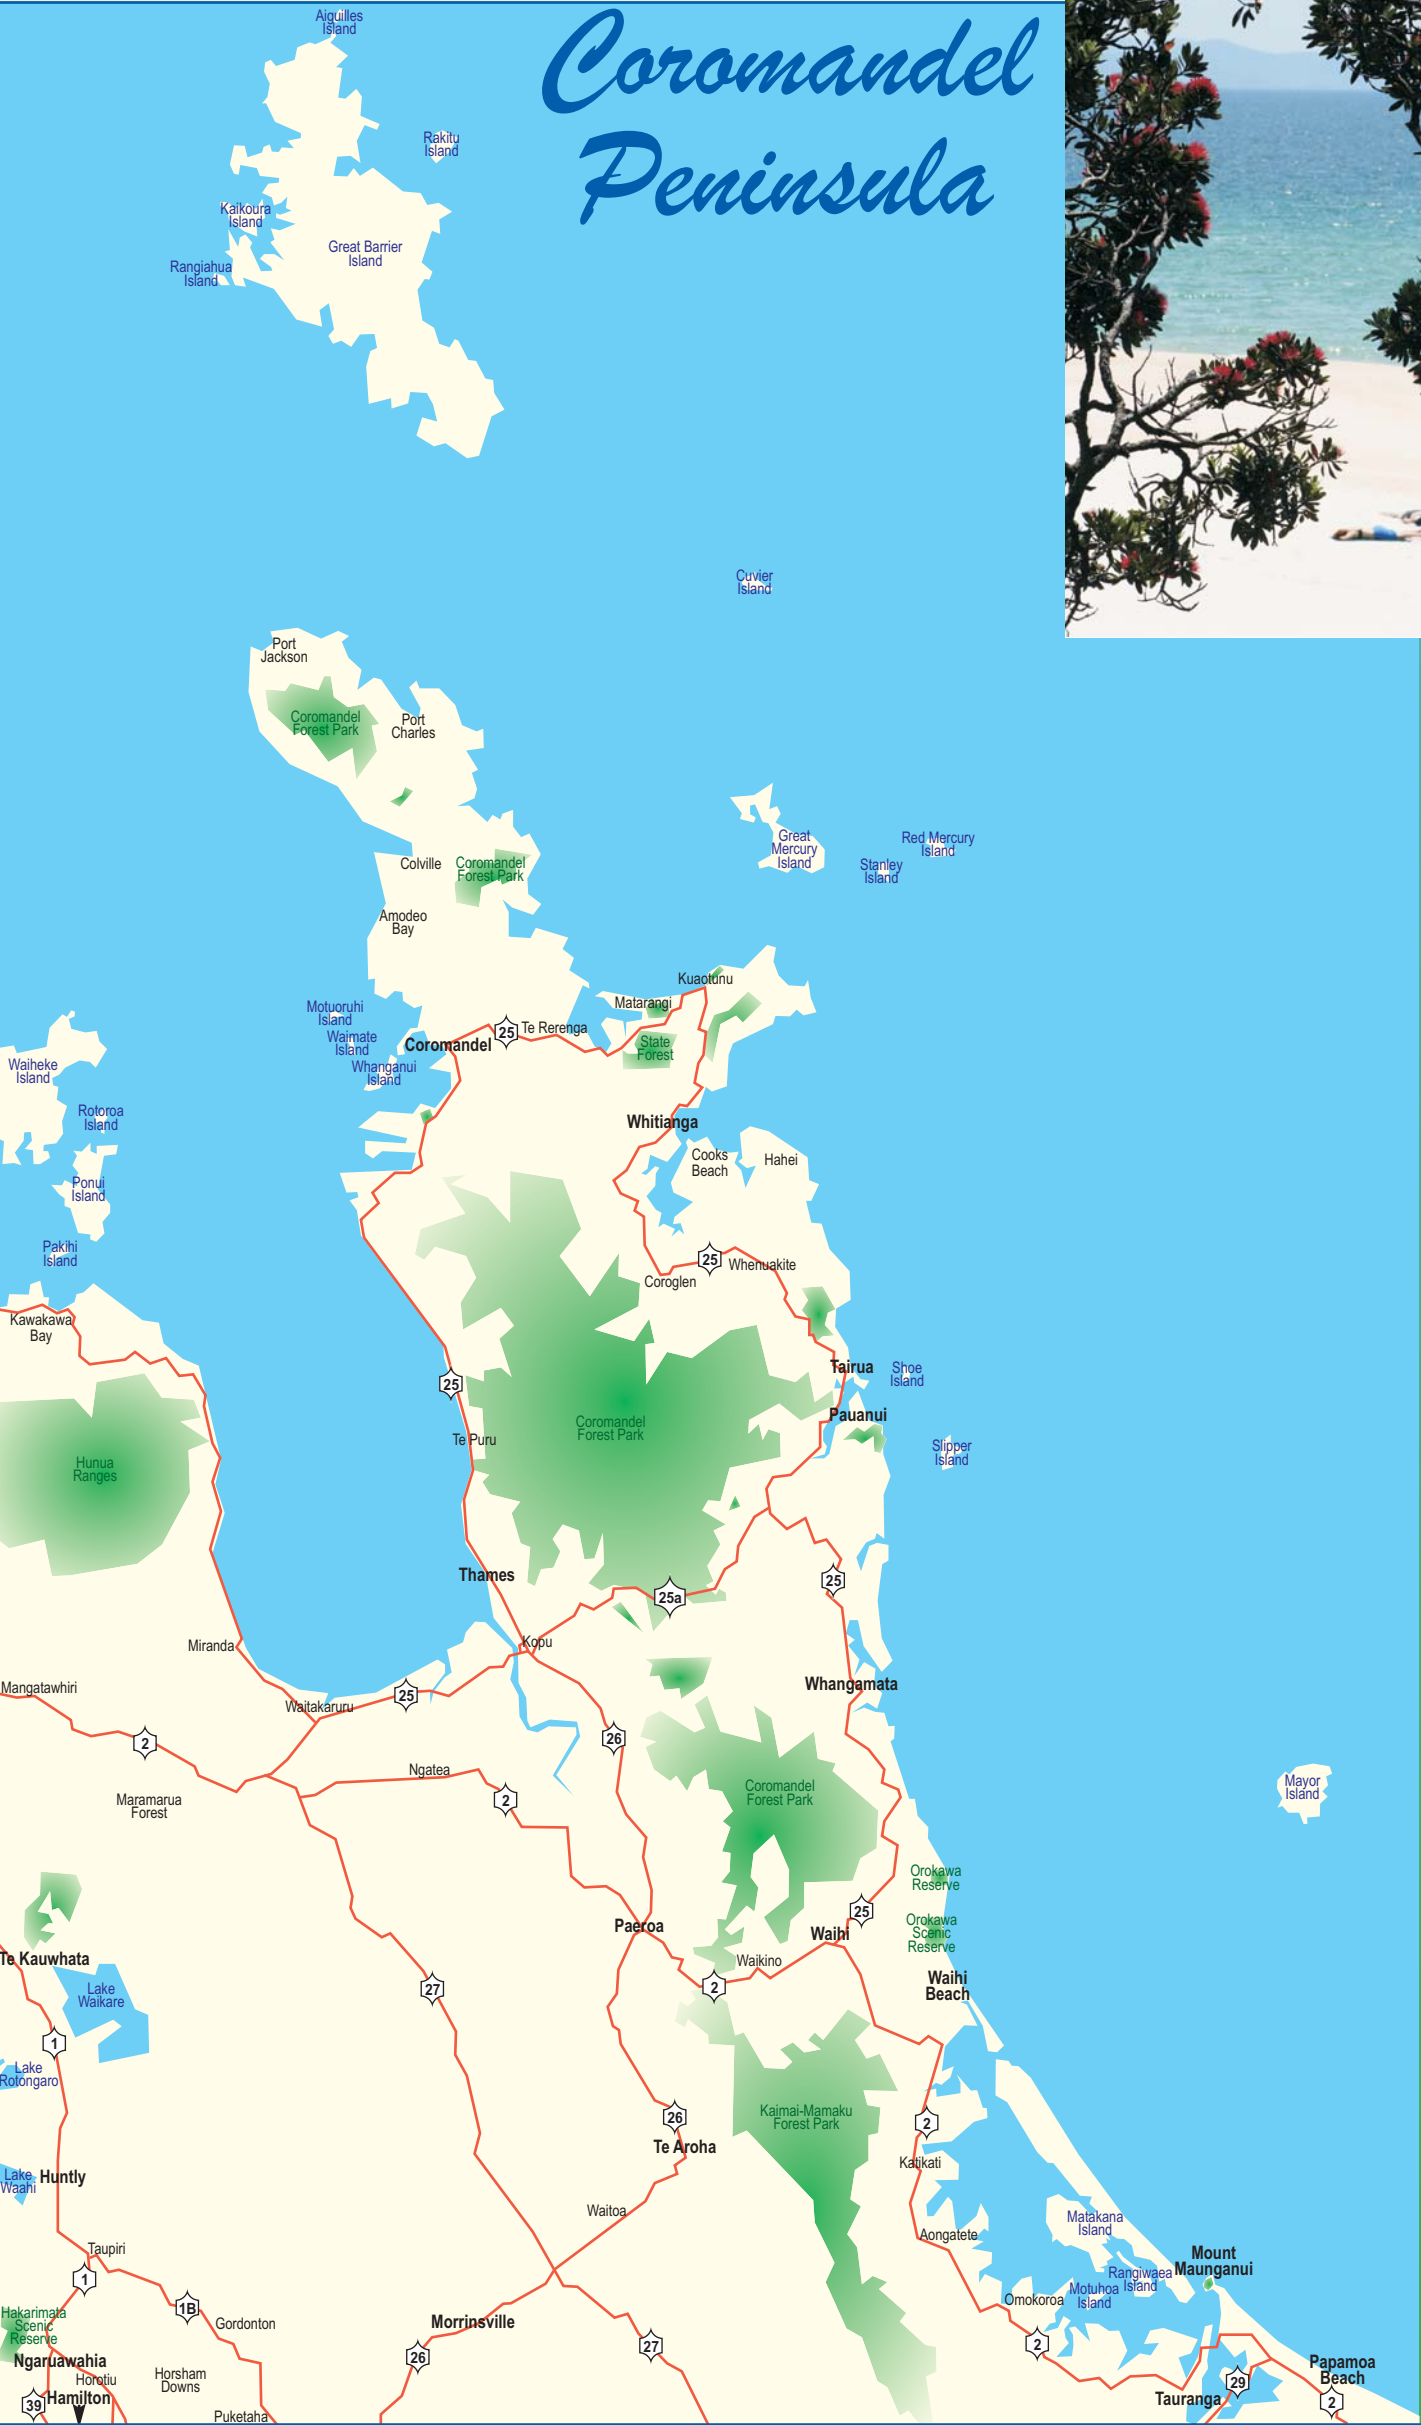 Coromandel
Peninsula
Aiguilles
Island
Rakitu
Island
Kaikoura
Island
Great Barrier
Island
Rangiahua
Island
Cuvier
Island
Port
Jackson
Coromandel
Forest Park
Port
Charles
Great
Mercury
Island
Red Mercury
Island
Stanley
Island
Colville
Coromandel
Forest Park
Amodeo
Bay
Kuaotunu
Matarangi
Motuoruhi
Island
Waimate
Island
Whanganui
Island
Coromandel
25
Te Rerenga
State
Forest
Waiheke
Island
Rotoroa
Island
Whitianga
Cooks
Beach
Hahei
Ponui
Island
Pakihi
Island
25
Whenuakite
Coroglen
Kawakawa
Bay
Tairua
Shoe
Island
25
Pauanui
Coromandel
Forest Park
Te Puru
Slipper
Island
Hunua
Ranges
Thames
25a
25
Kopu
Miranda
Mangatawhiri
Waitakaruru
25
Whangamata
2
26
Ngatea
2
Maramarua
Forest
Coromandel
Forest Park
Mayor
Island
Orokawa
Reserve
25
Orokawa
Scenic
Reserve
Paeroa
Waihi
Te Kauwhata
Waikino
Lake
Waikare
27
2
Waihi
Beach
1
Lake
Rotongaro
26
Te Aroha
Kaimai-Mamaku
Forest Park
2
Katikati
Lake
Waahi
Huntly
Waitoa
Aongatete
Matakana
Island
Taupiri
1
1B
Mount
Maunganui
Rangiwaea
Island
Motuhoa
Island
Omokoroa
Hakarimata
Scenic
Reserve
Gordonton
Morrinsville
26
27
2
Ngaruawahia
Horotiu
Horsham
Downs
39
Hamilton
Puketaha
29
Tauranga
Papamoa
Beach
2